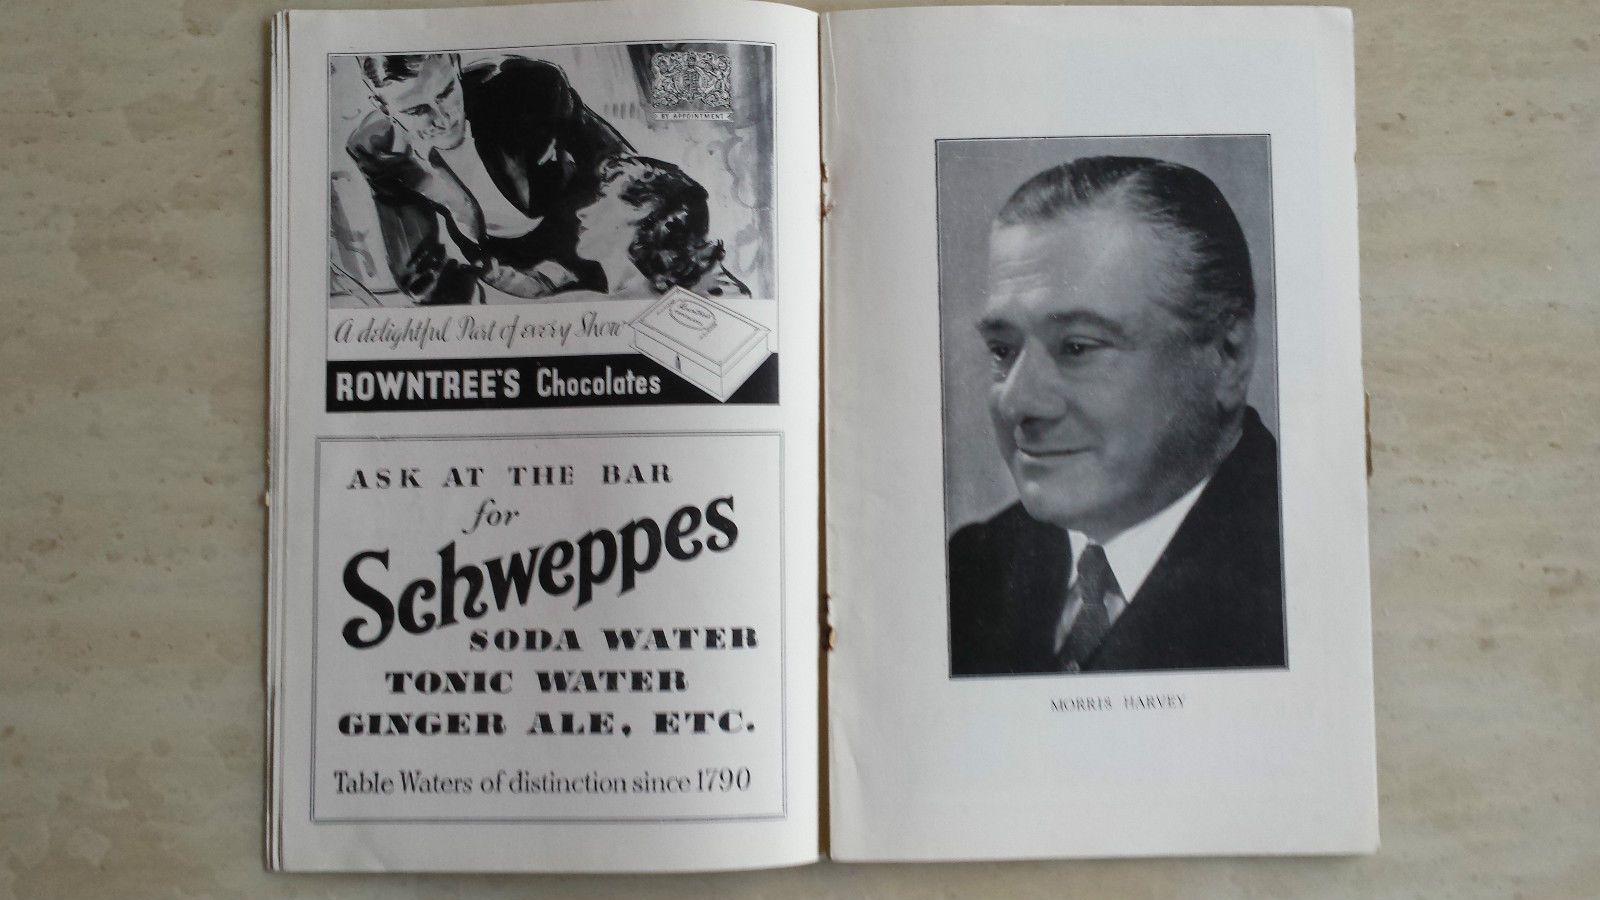 BY APPOINTMENT
A delightful Part of every Show
ROWNTREE'S Chocolates
ASK AT THE BAR
for
Schweppes
SODA WATER
TONIC WATER
GINGER ALE, ETC.
Table Waters of distinction since 1790
MORRIS HARVEY